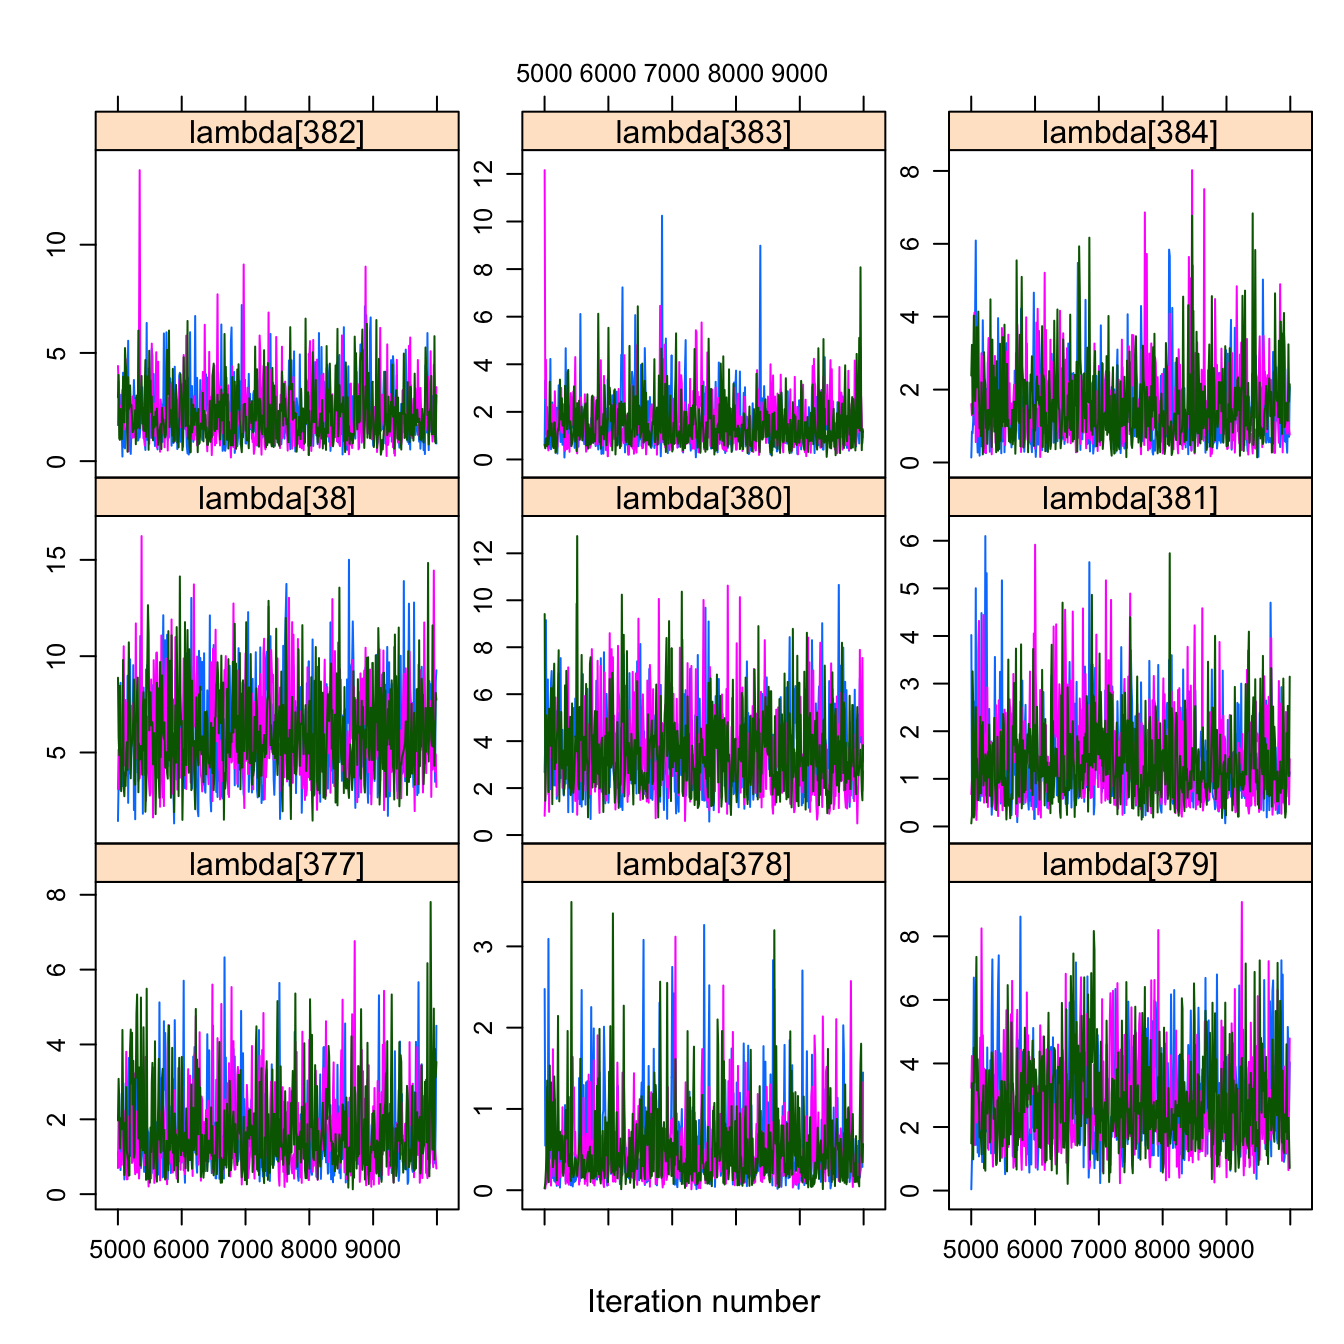 5000 6000 7000 8000 9000
lambda[382] lambda[383] lambda[384]
0 5 10
0 2 4 6 8 10 12
0 2 4 6 8
lambda[38] lambda[380] lambda[381]
5 10 15
0 2 4 6 8 10 12
0 1 2 3 4 5 6
lambda[377] lambda[378] lambda[379]
0 2 4 6 8
0 1 2 3
0 2 4 6 8
5000 6000 7000 8000 9000 5000 6000 7000 8000 9000
Iteration number